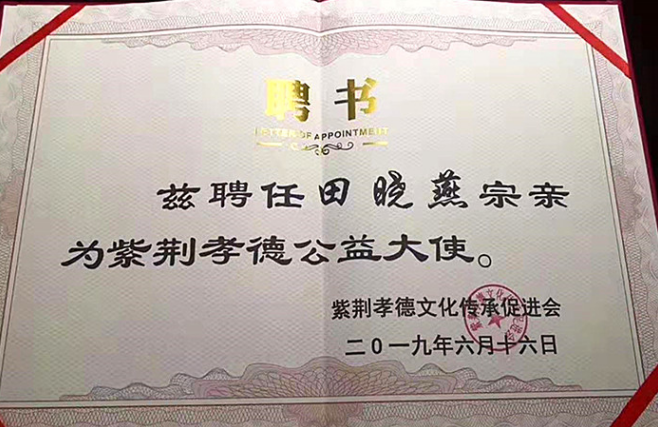 聘书
LETTER OF APPOINTMENT
兹聘任田晓燕宗亲
为紫荆孝德公益大使。
紫荆孝德文化传承促进会
二0一九年六月十六日